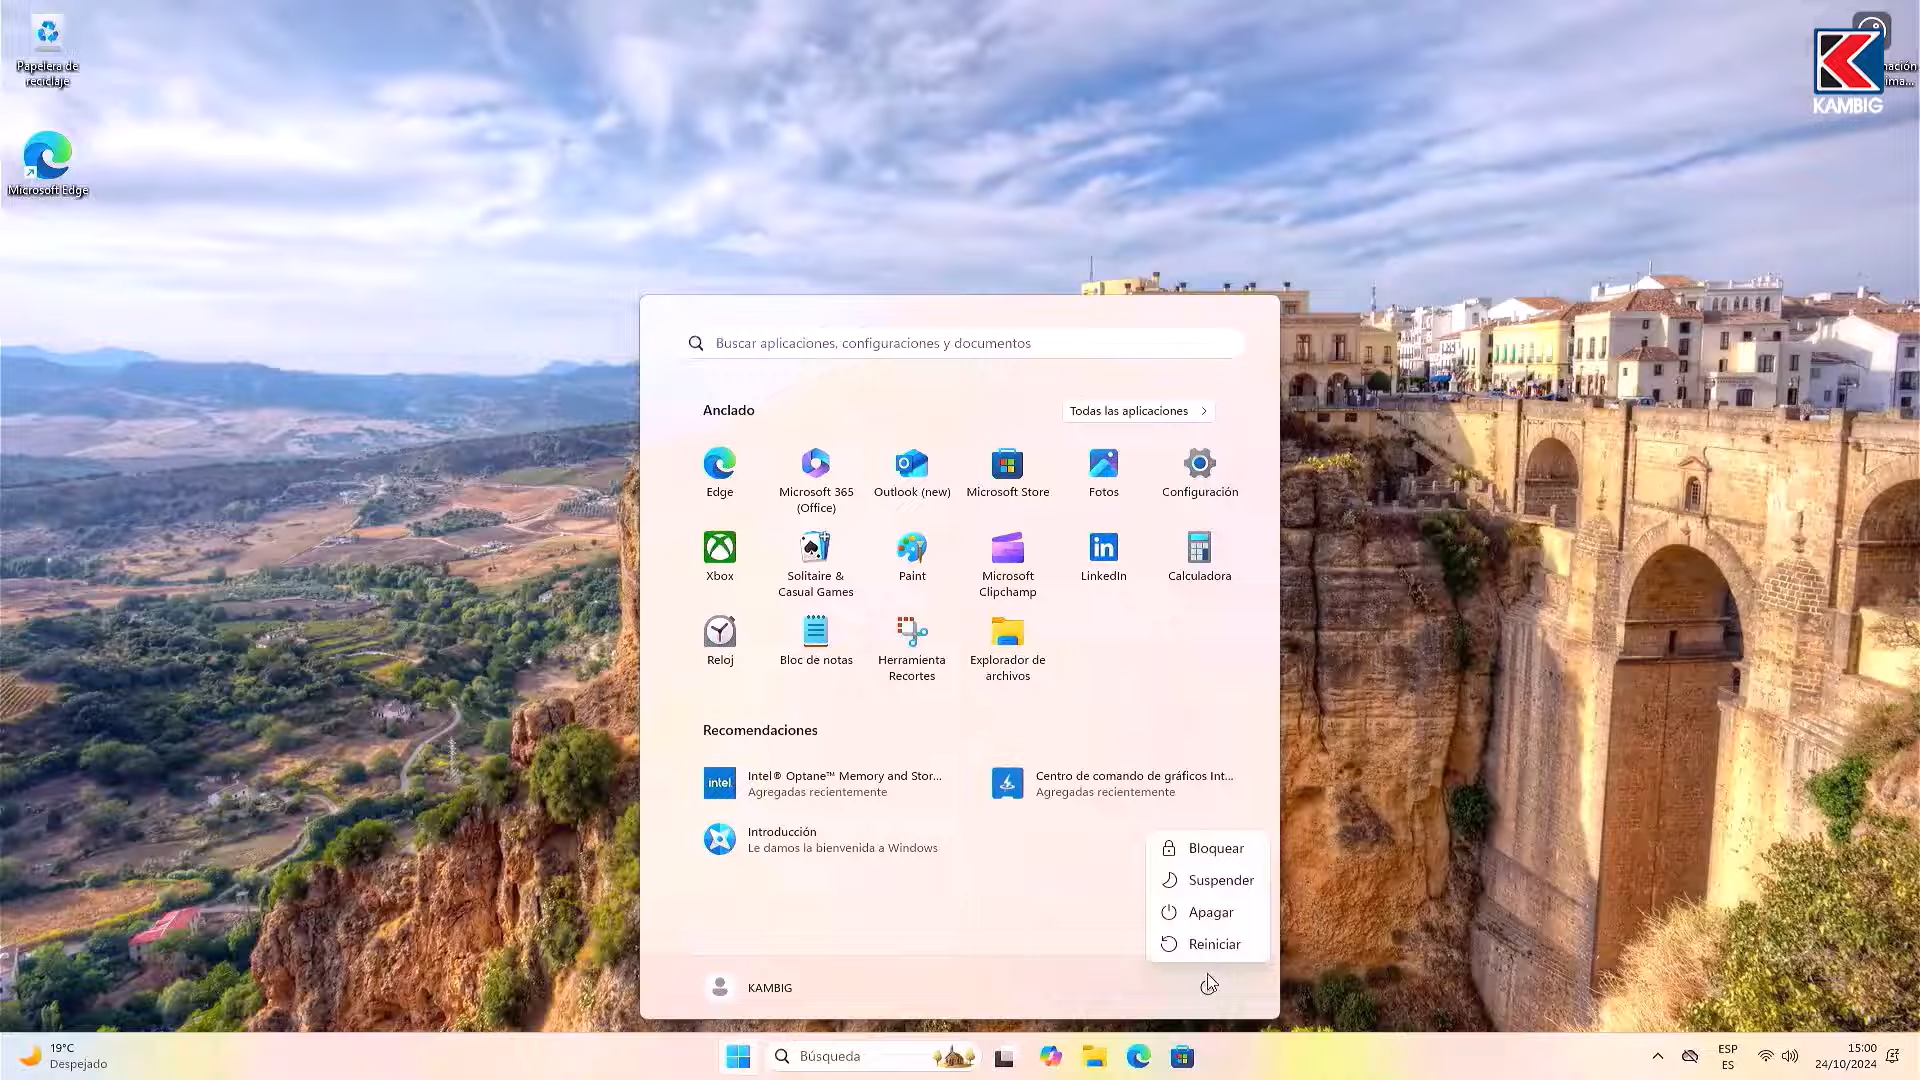 Papelera de
reciclaje
Microsoft Edge
KAMBIG
Buscar aplicaciones, configuraciones y documentos
Anclado
Todas las aplicaciones
Edge
Microsoft 365
(Office)
Outlook (new)
Microsoft Store
Fotos
Configuración
Xbox
Solitaire &
Casual Games
Paint
Microsoft
Clipchamp
LinkedIn
Calculadora
Reloj
Bloc de notas
Herramienta
Recortes
Explorador de
archivos
Recomendaciones
intel
Intel® Optane™ Memory and Stor...
Agregadas recientemente
Centro de comando de gráficos Int...
Agregadas recientemente
Introducción
Le damos la bienvenida a Windows
Bloquear
Suspender
Apagar
Reiniciar
KAMBIG
19°C
Despejado
Búsqueda
ESP
ES
15:00
24/10/2024